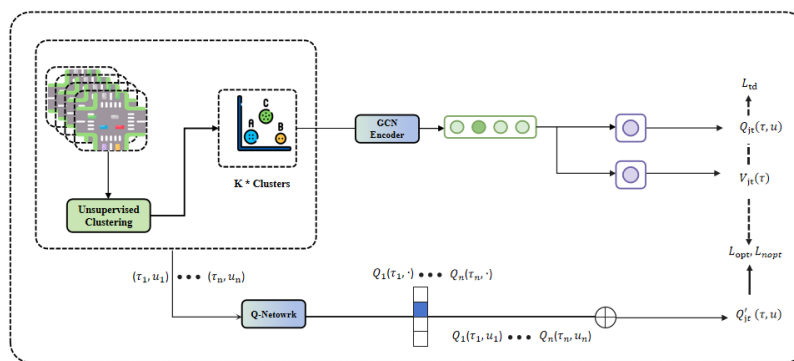 C
A
B
K * Clusters
Unsupervised
Clustering
GCN
Encoder
L_td
Q_jt(τ, u)
V_jt(τ)
L_opt, L_nopt
(τ_1, u_1) ●●● (τ_n, u_n)
Q_1(τ_1, ·) ●●● Q_n(τ_n, ·)
Q-Netowrk
Q_1(τ_1, u_1) ●●● Q_n(τ_n, u_n)
Q'_jt (τ, u)